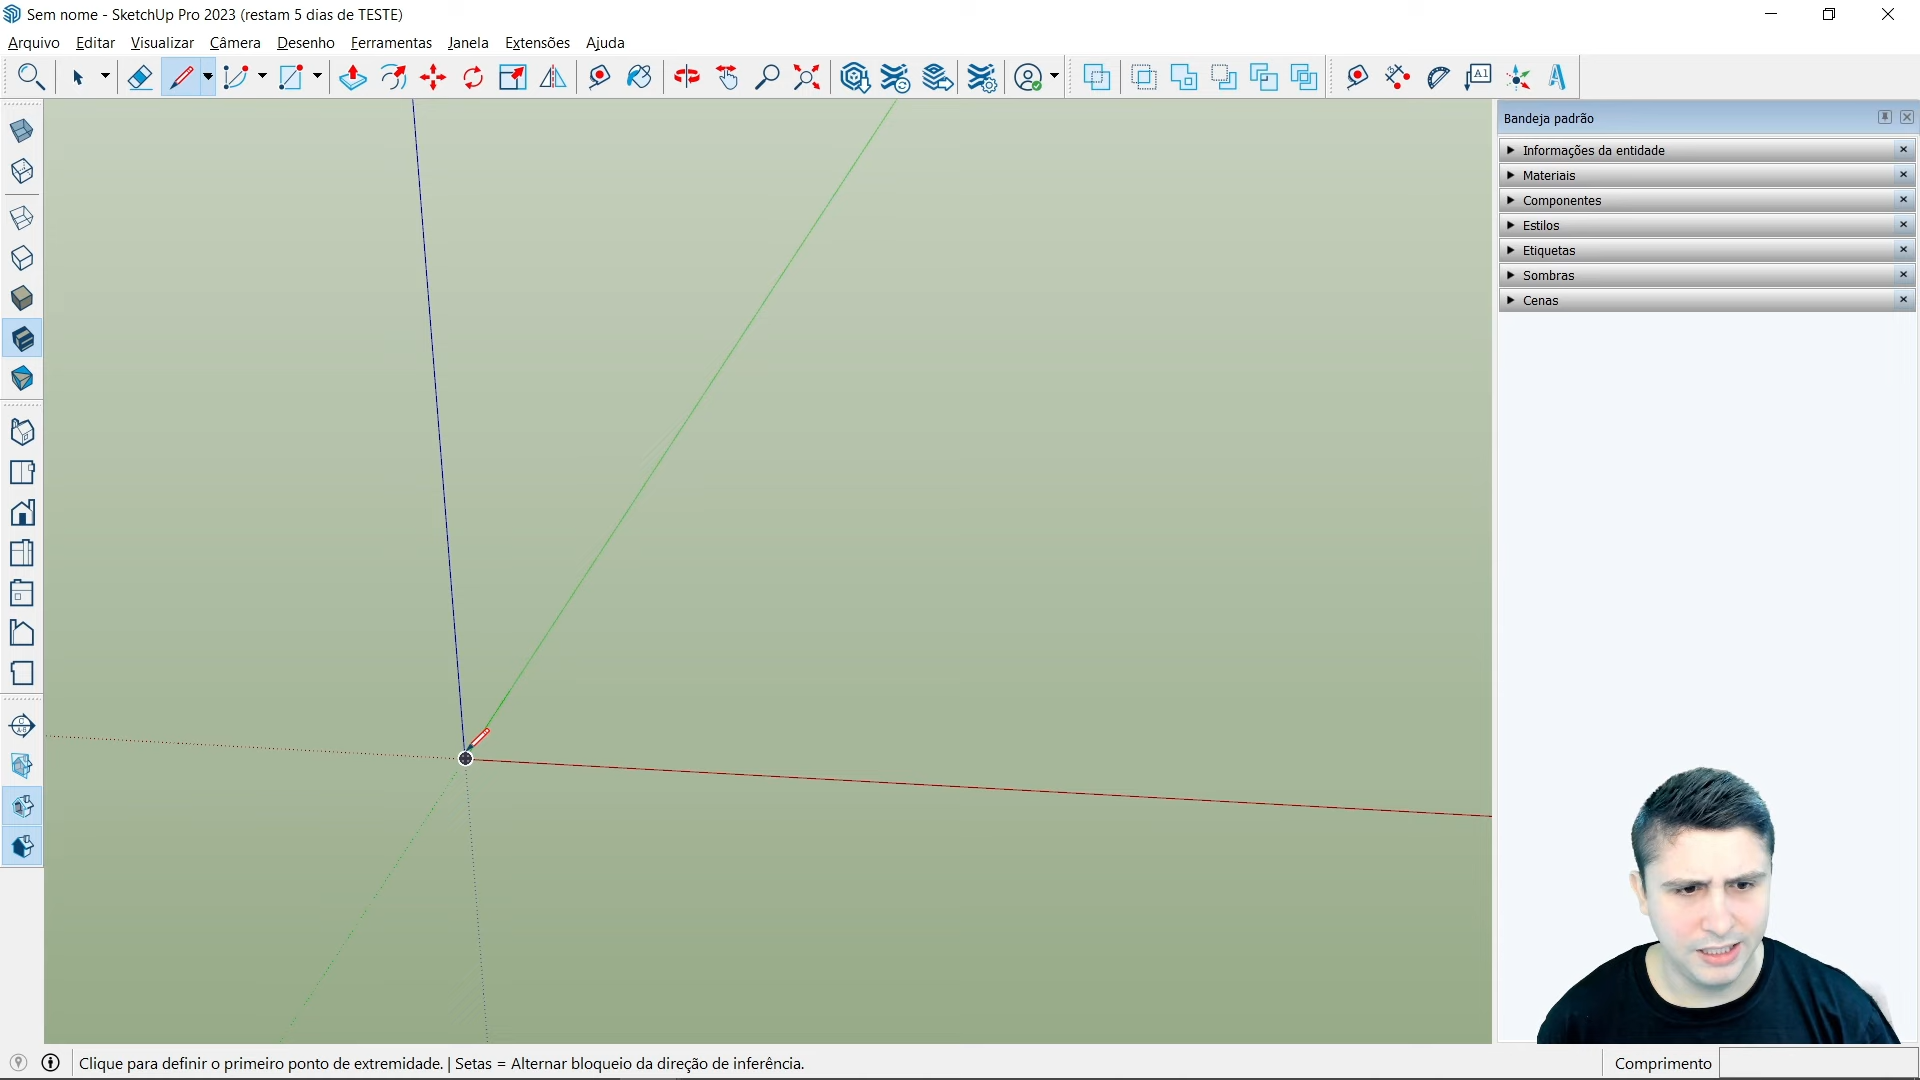 Sem nome - SketchUp Pro 2023 (restam 5 dias de TESTE)
Arquivo Editar Visualizar Câmera Desenho Ferramentas Janela Extensões Ajuda
Bandeja padrão
Informações da entidade
Materiais
Componentes
Estilos
Etiquetas
Sombras
Cenas
Clique para definir o primeiro ponto de extremidade. | Setas = Alternar bloqueio da direção de inferência.
Comprimento